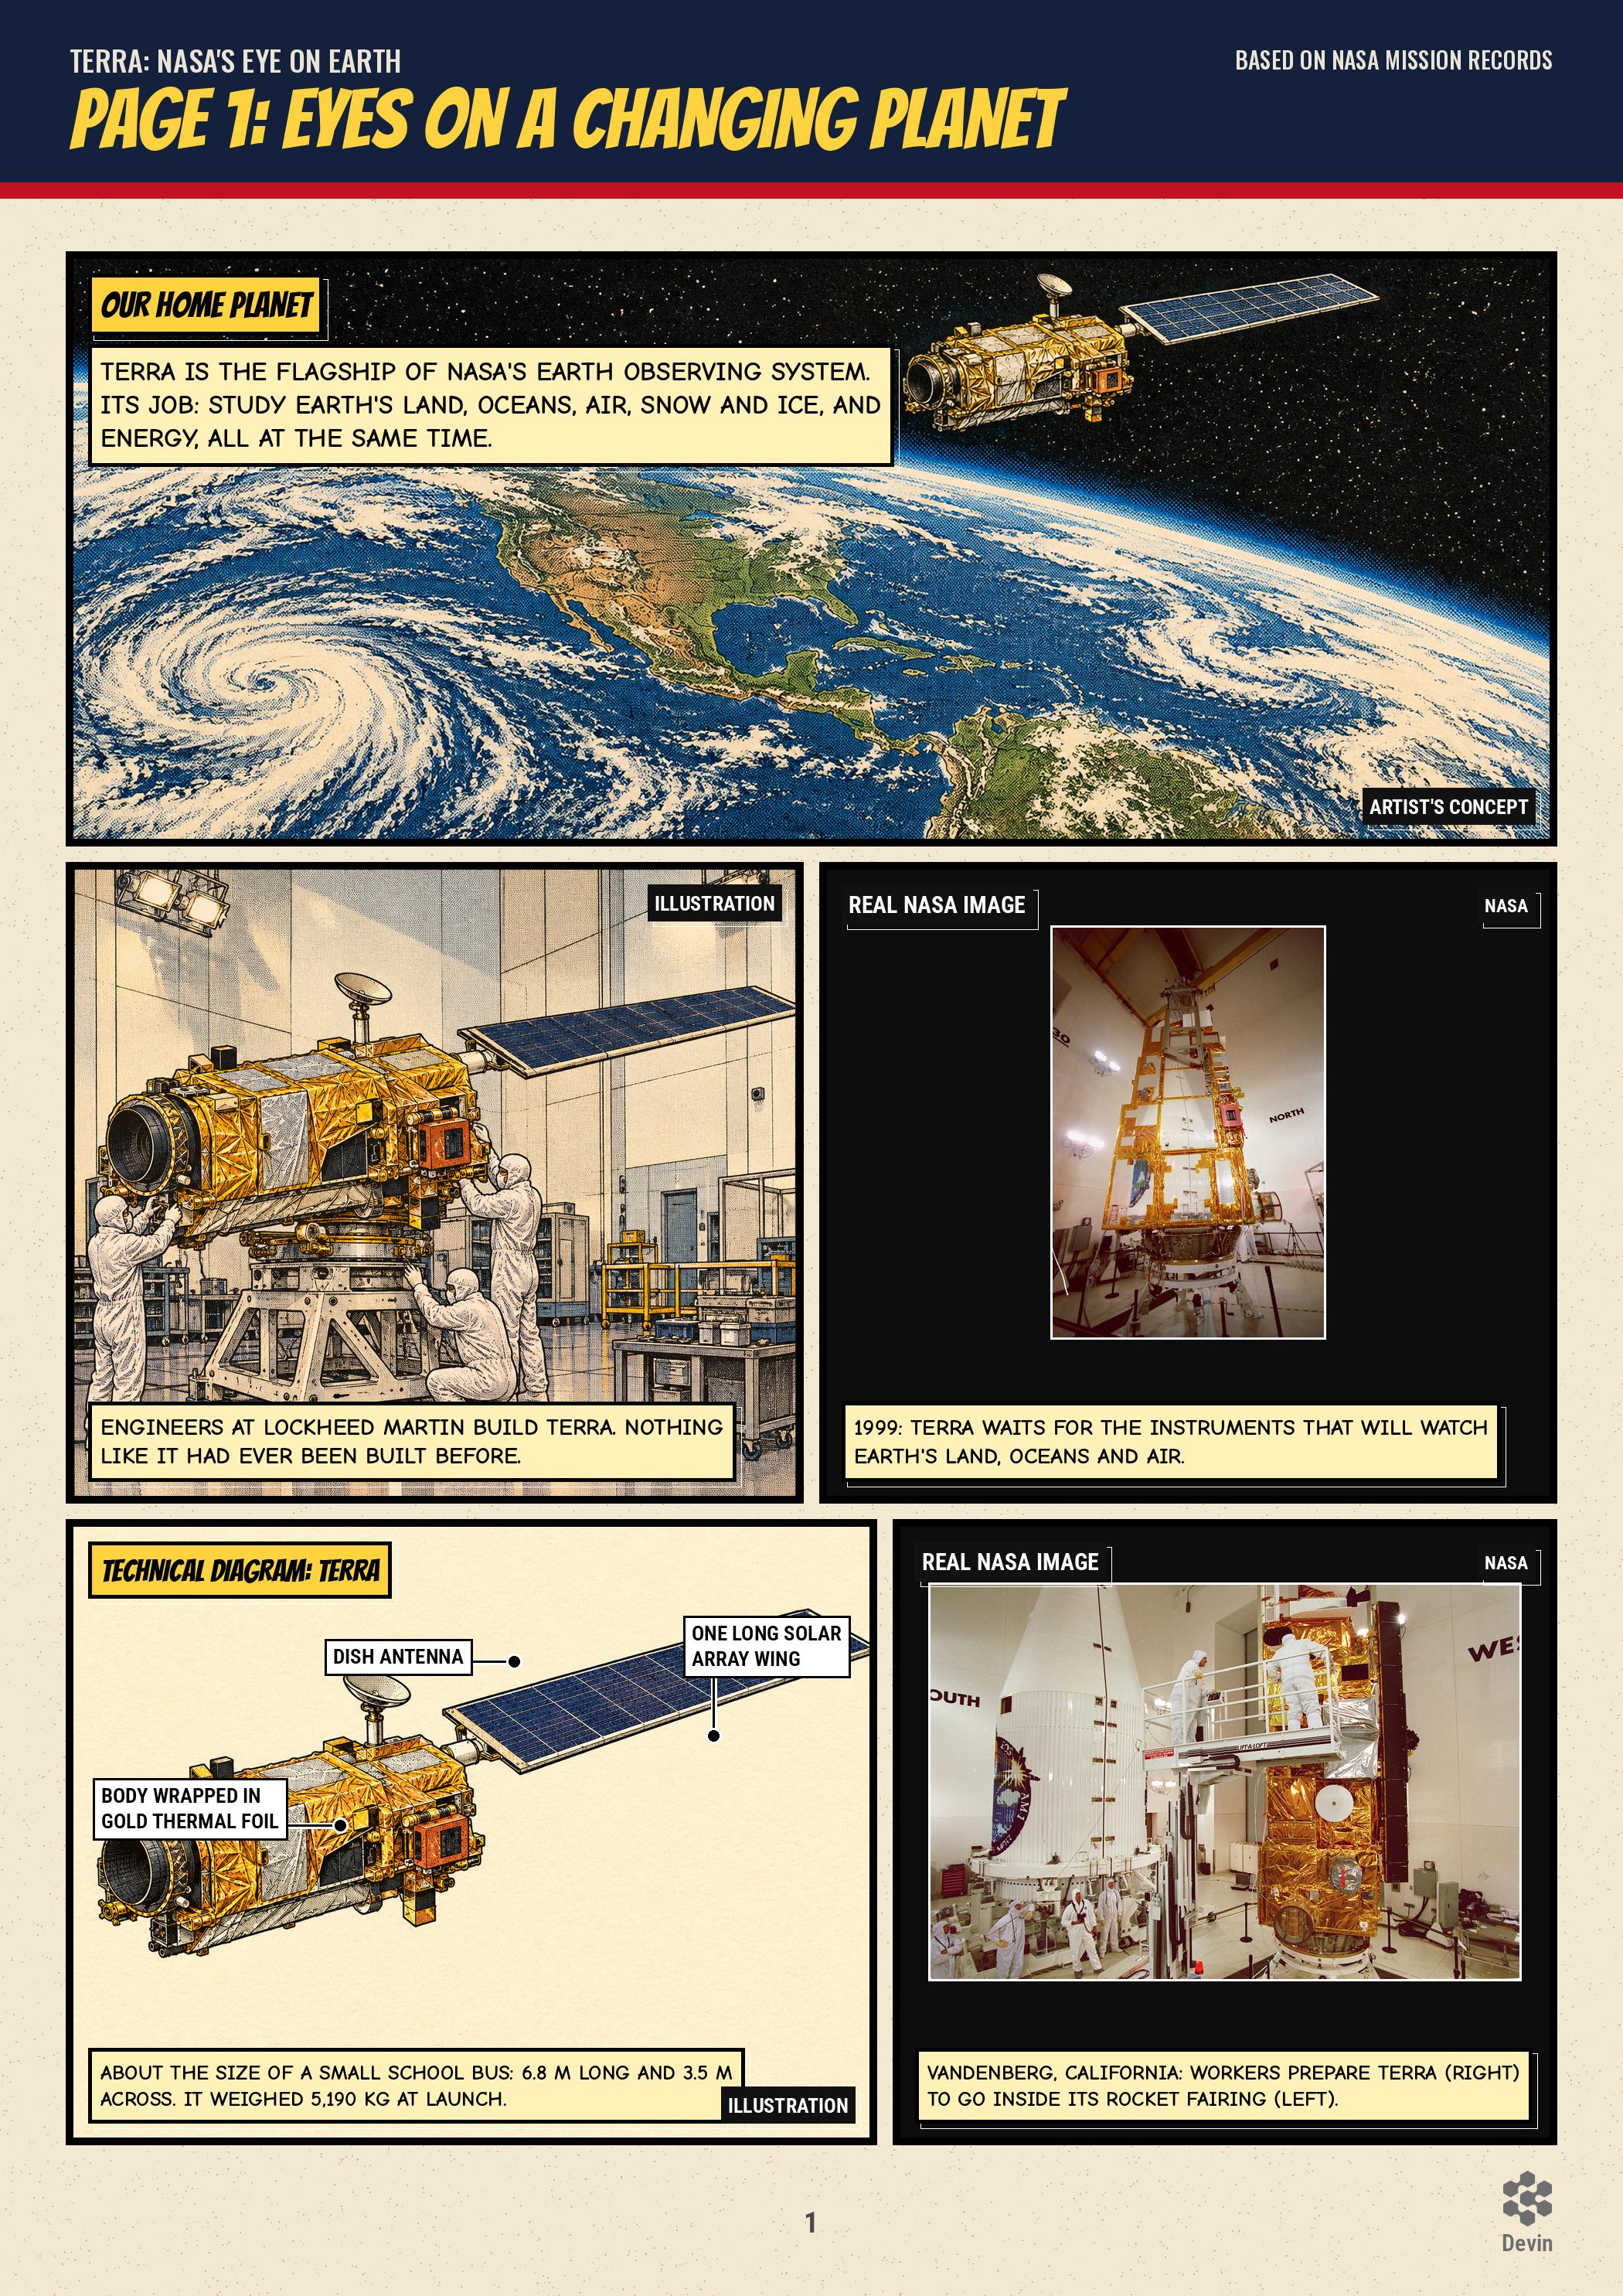 TERRA: NASA'S EYE ON EARTH
BASED ON NASA MISSION RECORDS
PAGE 1: EYES ON A CHANGING PLANET
OUR HOME PLANET
TERRA IS THE FLAGSHIP OF NASA'S EARTH OBSERVING SYSTEM.
ITS JOB: STUDY EARTH'S LAND, OCEANS, AIR, SNOW AND ICE, AND
ENERGY, ALL AT THE SAME TIME.
ARTIST'S CONCEPT
ILLUSTRATION
ENGINEERS AT LOCKHEED MARTIN BUILD TERRA. NOTHING
LIKE IT HAD EVER BEEN BUILT BEFORE.
REAL NASA IMAGE
NASA
30
NORTH
1999: TERRA WAITS FOR THE INSTRUMENTS THAT WILL WATCH
EARTH'S LAND, OCEANS AND AIR.
TECHNICAL DIAGRAM: TERRA
DISH ANTENNA
ONE LONG SOLAR
ARRAY WING
BODY WRAPPED IN
GOLD THERMAL FOIL
ABOUT THE SIZE OF A SMALL SCHOOL BUS: 6.8 M LONG AND 3.5 M
ACROSS. IT WEIGHED 5,190 KG AT LAUNCH.
ILLUSTRATION
REAL NASA IMAGE
NASA
OUTH
WES
LIFTALOFT
AM1
VANDENBERG, CALIFORNIA: WORKERS PREPARE TERRA (RIGHT)
TO GO INSIDE ITS ROCKET FAIRING (LEFT).
1
Devin